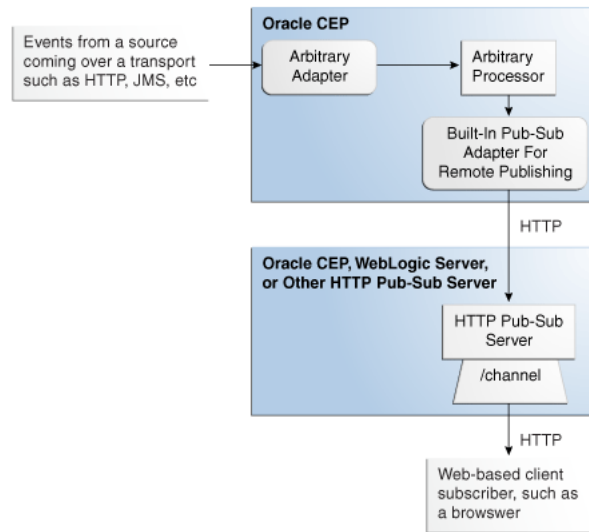 Oracle CEP
Events from a source
coming over a transport
such as HTTP, JMS, etc
Arbitrary
Adapter
Arbitrary
Processor
Built-In Pub-Sub
Adapter For
Remote Publishing
HTTP
Oracle CEP, WebLogic Server,
or Other HTTP Pub-Sub Server
HTTP Pub-Sub
Server
/channel
HTTP
Web-based client
subscriber, such as
a browswer